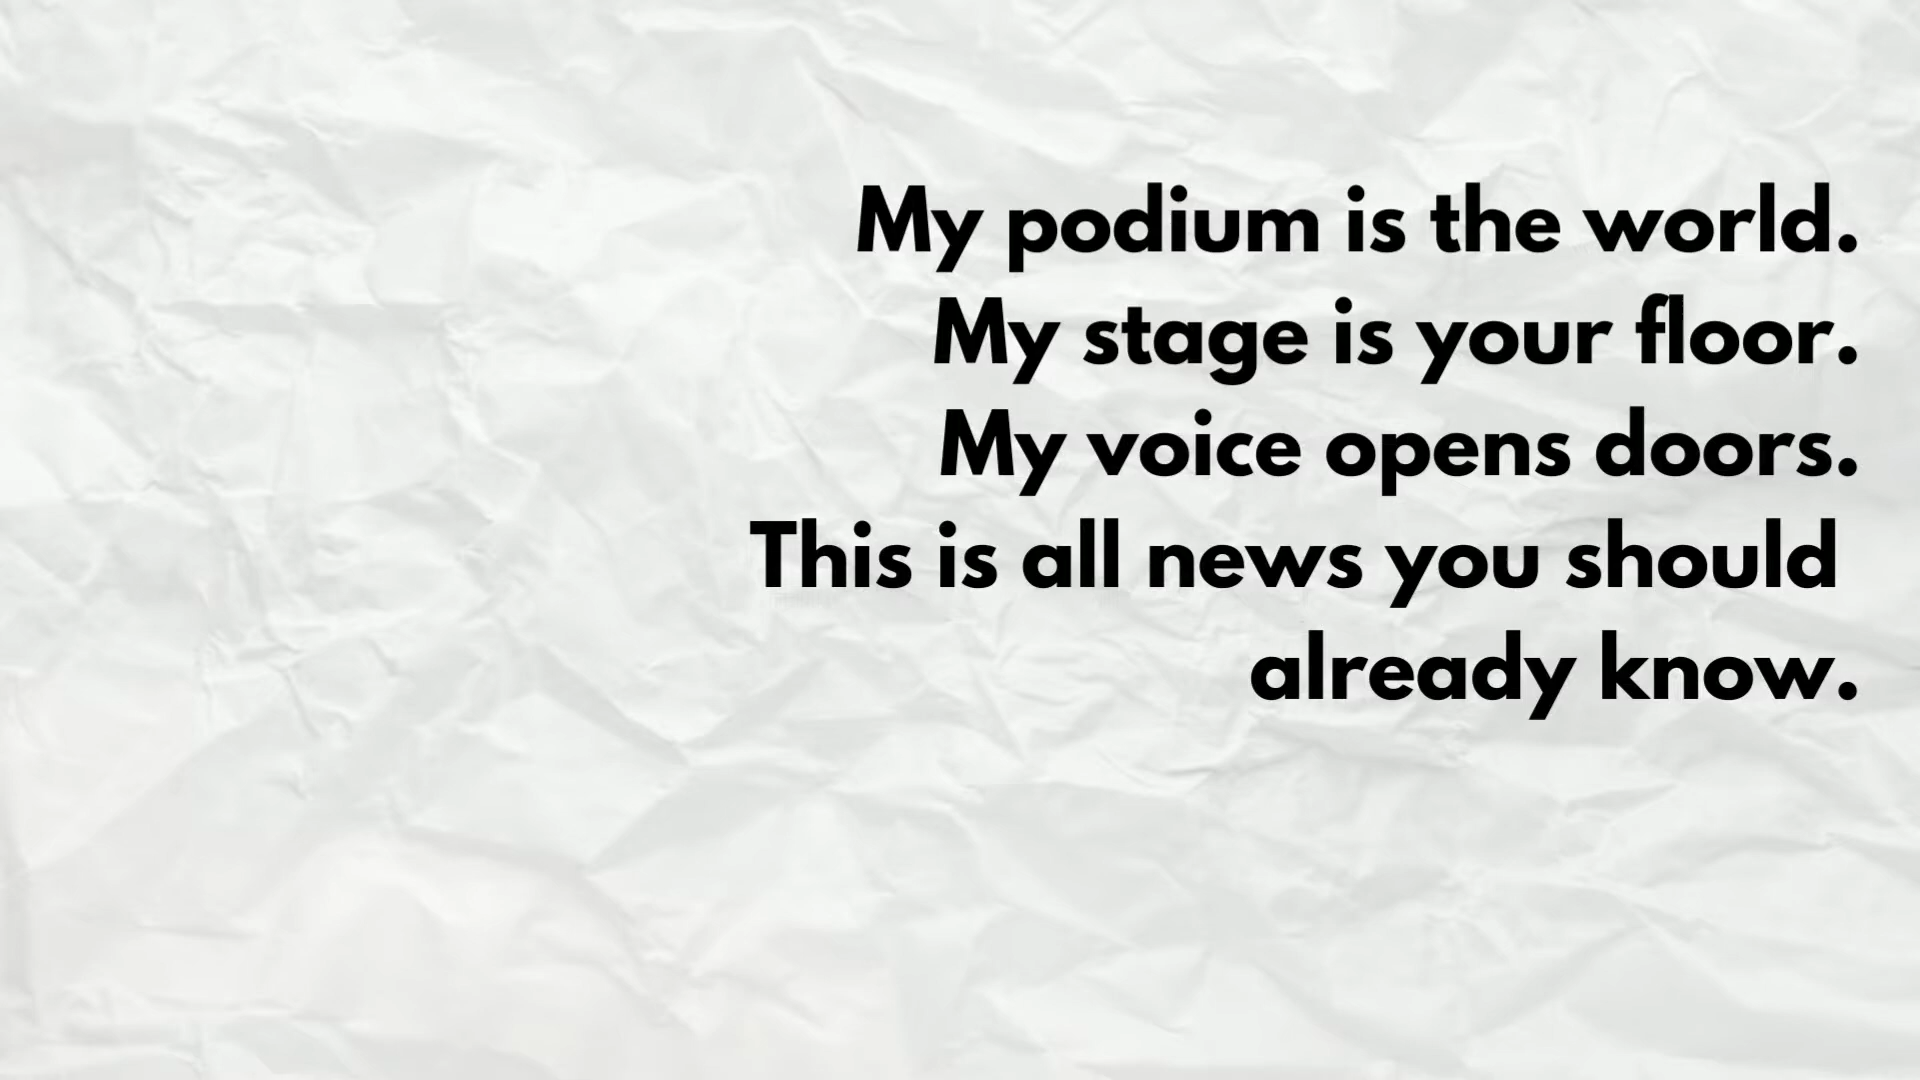 My podium is the world.
My stage is your floor.
My voice opens doors.
This is all news you should
already know.